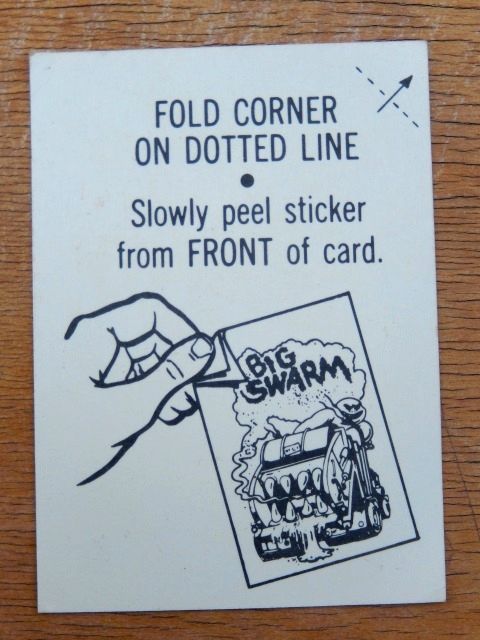 FOLD CORNER
ON DOTTED LINE
Slowly peel sticker
from FRONT of card.
BIG
SWARM